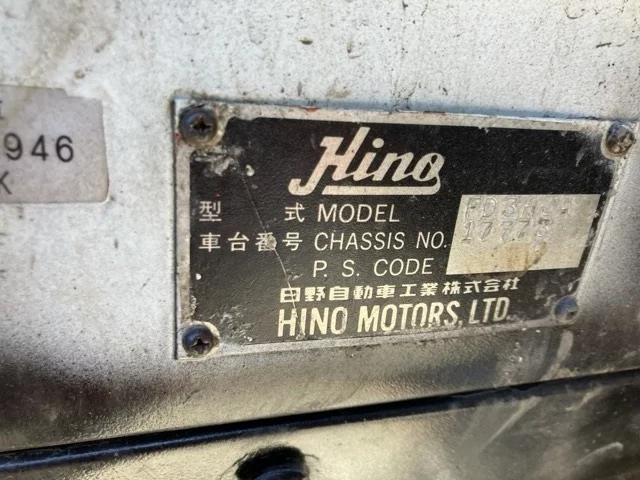 946
K
Hino
型 式 MODEL
車台番号 CHASSIS NO. 17773
P. S. CODE
日野自動車工業株式会社
HINO MOTORS, LTD.